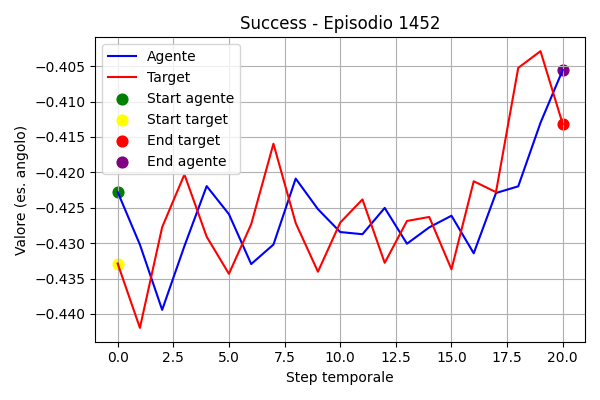 Success - Episodio 1452
Agente
Target
Start agente
Start target
End target
End agente
Valore (es. angolo)
−0.405
−0.410
−0.415
−0.420
−0.425
−0.430
−0.435
−0.440
0.0 2.5 5.0 7.5 10.0 12.5 15.0 17.5 20.0
Step temporale